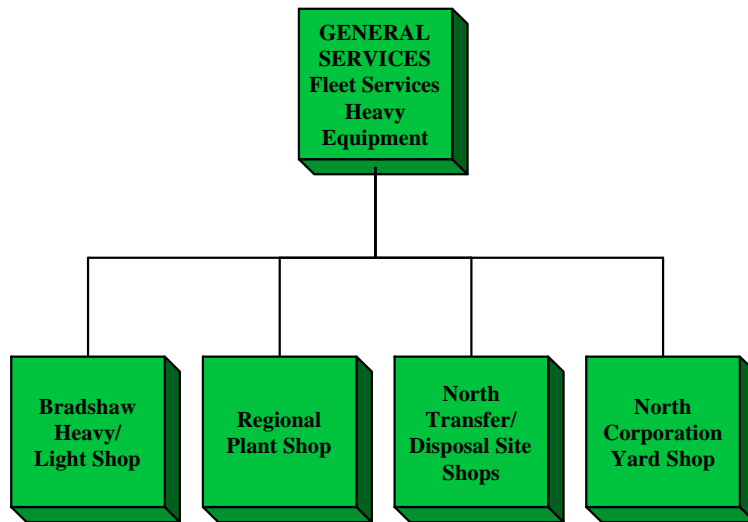 GENERAL
SERVICES
Fleet Services
Heavy
Equipment
Bradshaw
Heavy/
Light Shop
Regional
Plant Shop
North
Transfer/
Disposal Site
Shops
North
Corporation
Yard Shop